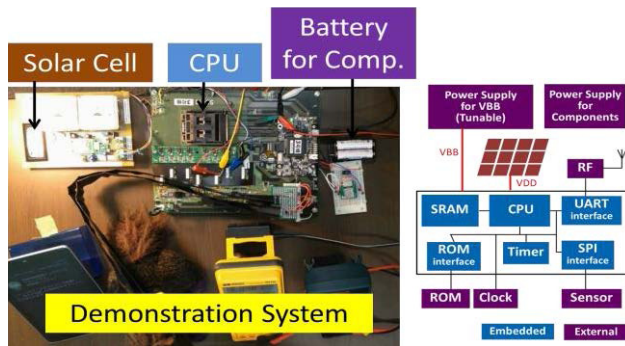 Solar Cell
CPU
Battery
for Comp.
Demonstration System
Power Supply
for VBB
(Tunable)
Power Supply
for
Components
VBB
VDD
RF
SRAM
CPU
UART
interface
ROM
interface
Timer
SPI
interface
ROM
Clock
Sensor
Embedded
External